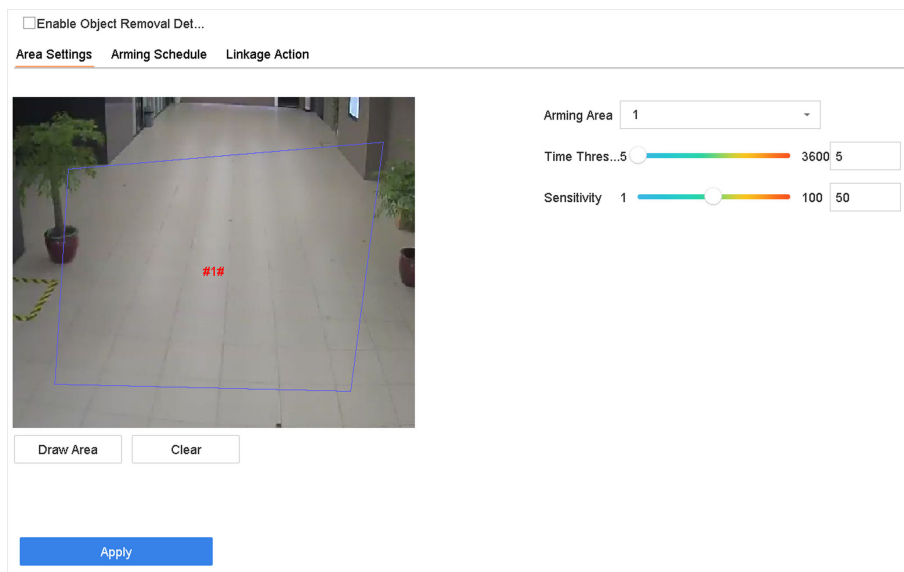 Enable Object Removal Det...
Area Settings Arming Schedule Linkage Action
Arming Area 1
Time Thres...5 3600 5
Sensitivity 1 100 50
#1#
Draw Area Clear
Apply